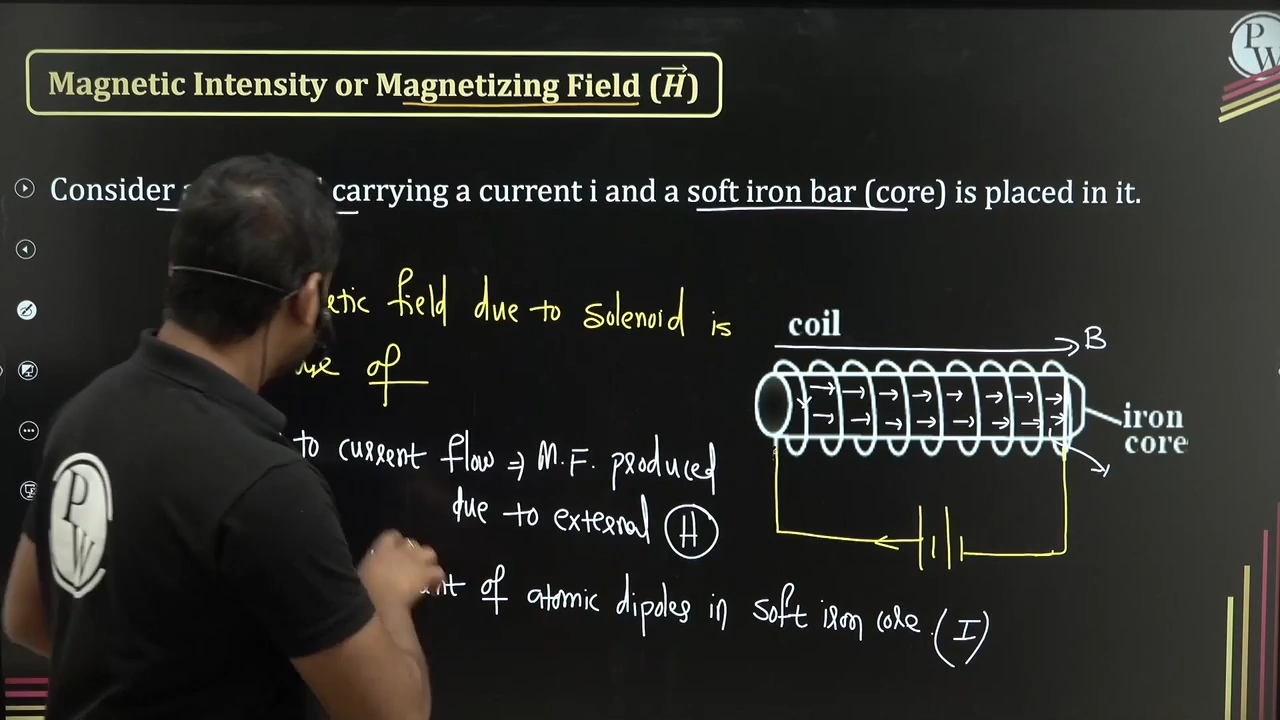 Magnetic Intensity or Magnetizing Field (H⃗)
PW
Consider carrying a current i and a soft iron bar (core) is placed in it.
field due to solenoid is
of
coil
B
iron
core
to current flow ⇒ M.F. produced
due to external H
of atomic dipoles in soft iron core. (I)
PW